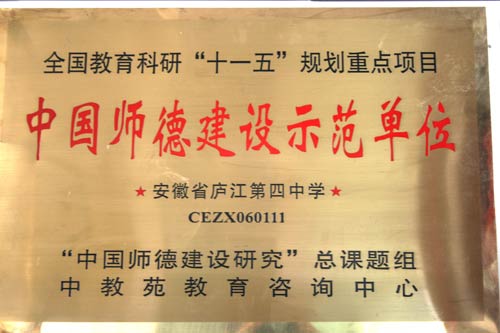 全国教育科研“十一五”规划重点项目
中国师德建设示范单位
★安徽省庐江第四中学★
CEZX060111
“中国师德建设研究”总课题组
中教苑教育咨询中心